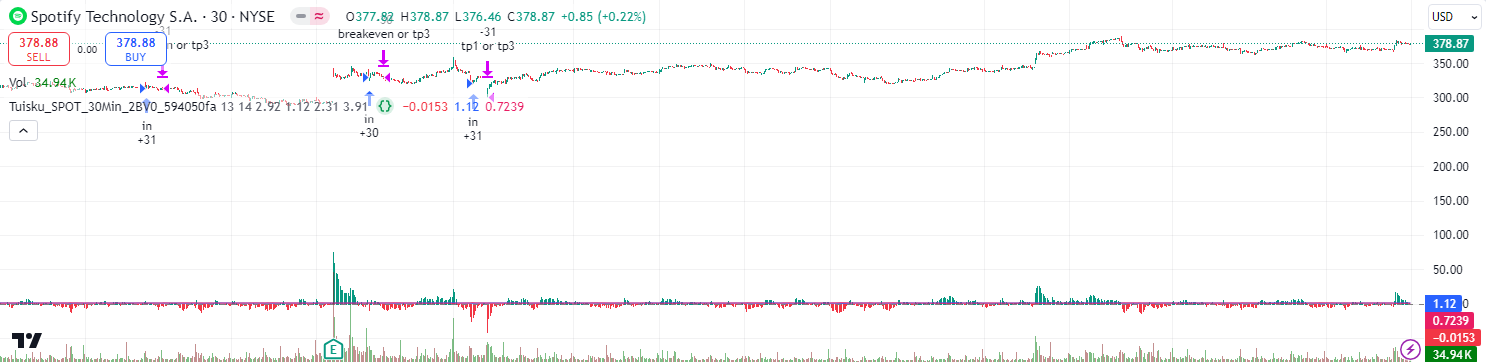 Spotify Technology S.A. · 30 · NYSE
O377.82 H378.87 L376.46 C378.87 +0.85 (+0.22%)
USD
378.88
SELL
0.00
378.88
BUY
or tp3
-31
breakeven or tp3
-31
tp1 or tp3
378.87
350.00
300.00
250.00
200.00
150.00
100.00
50.00
Vol 34.94K
Tuisku_SPOT_30Min_2BV0_594050fa 13 14 2.92 1.12 2.31 3.91 {} −0.0153 1.12 0.7239
in
+31
in
+30
in
+31
1.12
0.7239
−0.0153
34.94K
E